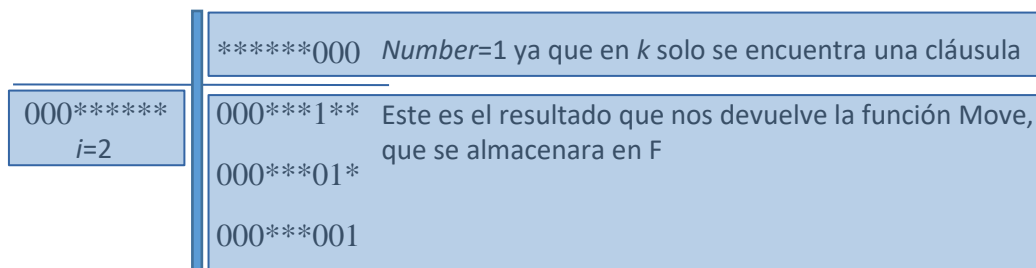 ******000 Number=1 ya que en k solo se encuentra una cláusula
000******
i=2
000***1** Este es el resultado que nos devuelve la función Move,
que se almacenara en F
000***01*
000***001